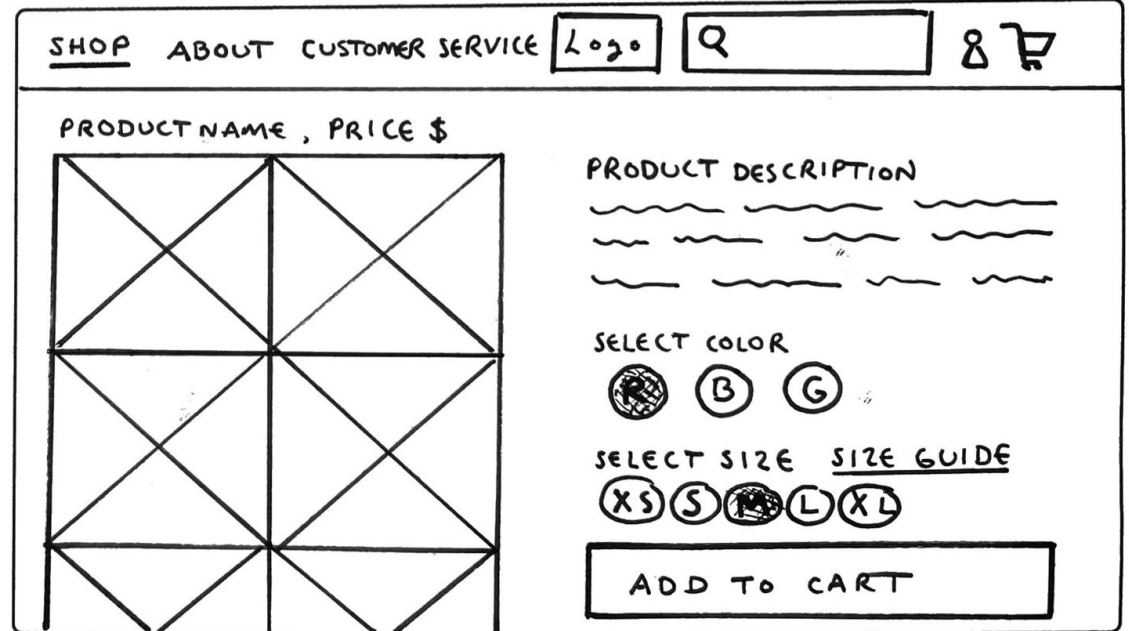 SHOP ABOUT CUSTOMER SERVICE Logo
PRODUCT NAME, PRICE $
PRODUCT DESCRIPTION
SELECT COLOR
R B G
SELECT SIZE SIZE GUIDE
XS S M L XL
ADD TO CART